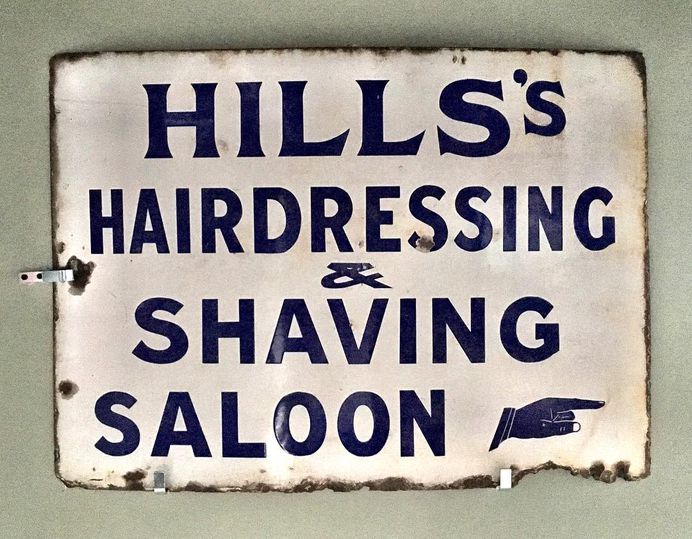 HILLS's
HAIRDRESSING
&
SHAVING
SALOON